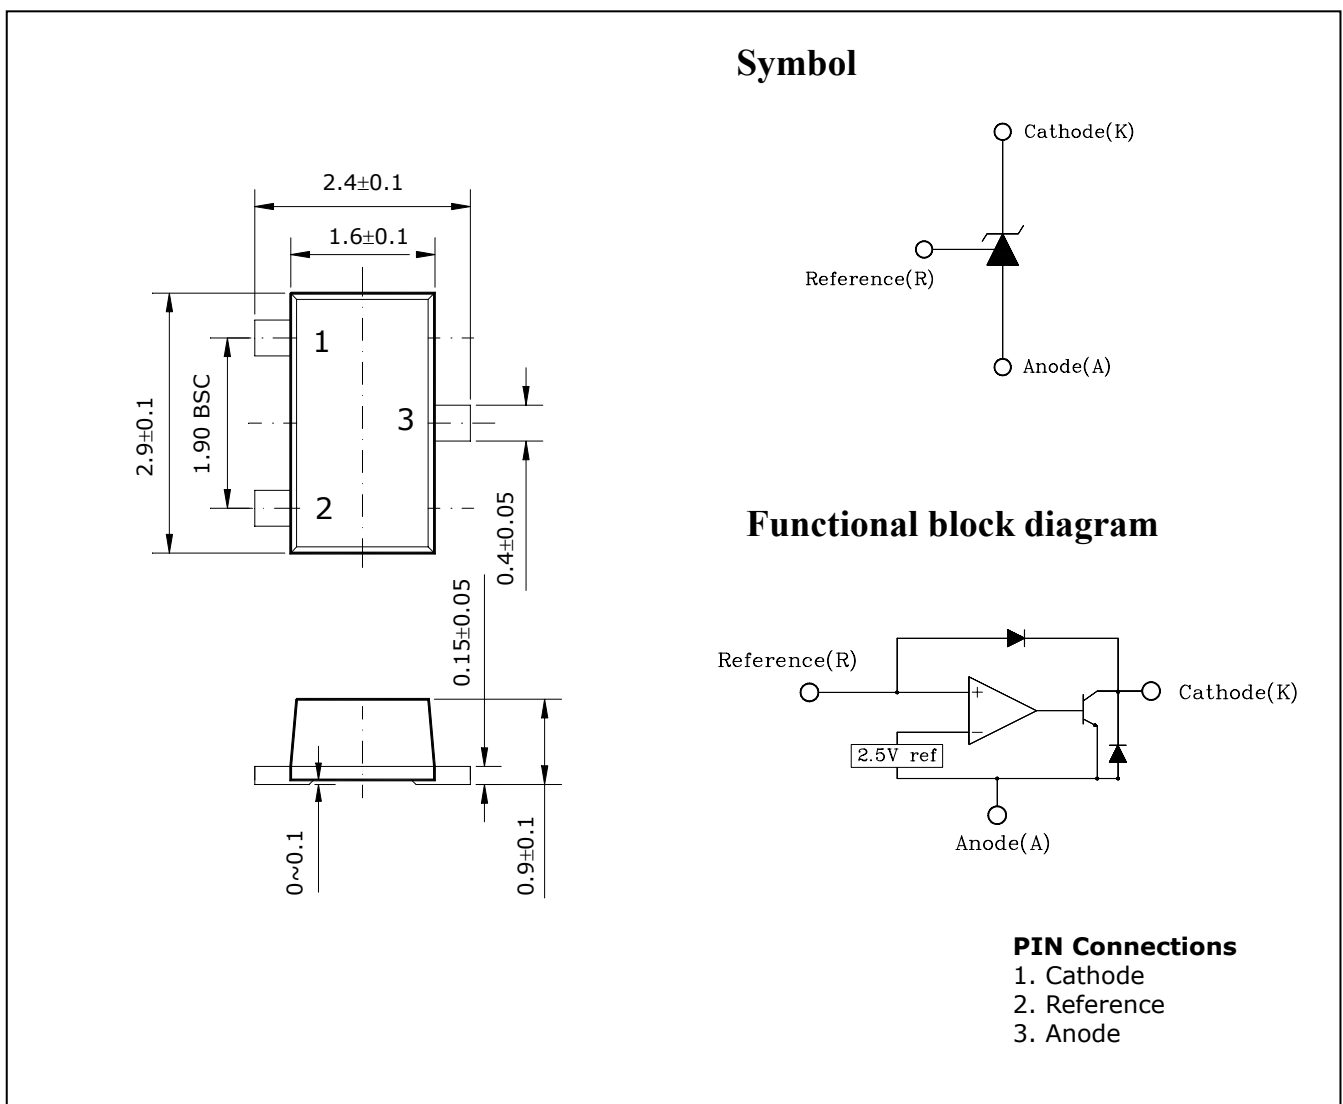 Symbol
Cathode(K)
Reference(R)
Anode(A)
2.4±0.1
1.6±0.1
1
2
3
2.9±0.1
1.90 BSC
0.4±0.05
0.15±0.05
0~0.1
0.9±0.1
Functional block diagram
Reference(R)
+
−
2.5V ref
Cathode(K)
Anode(A)
PIN Connections
1. Cathode
2. Reference
3. Anode